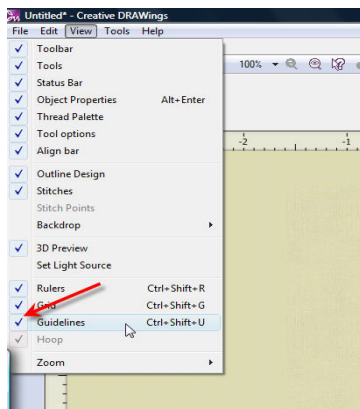 Untitled* - Creative DRAWings
File Edit View Tools Help
Toolbar
Tools
100%
Status Bar
Object Properties Alt+Enter
Thread Palette
Tool options
Align bar
-2 -1
Outline Design
Stitches
Stitch Points
Backdrop
3D Preview
Set Light Source
Rulers Ctrl+Shift+R
Grid Ctrl+Shift+G
Guidelines Ctrl+Shift+U
Hoop
Zoom